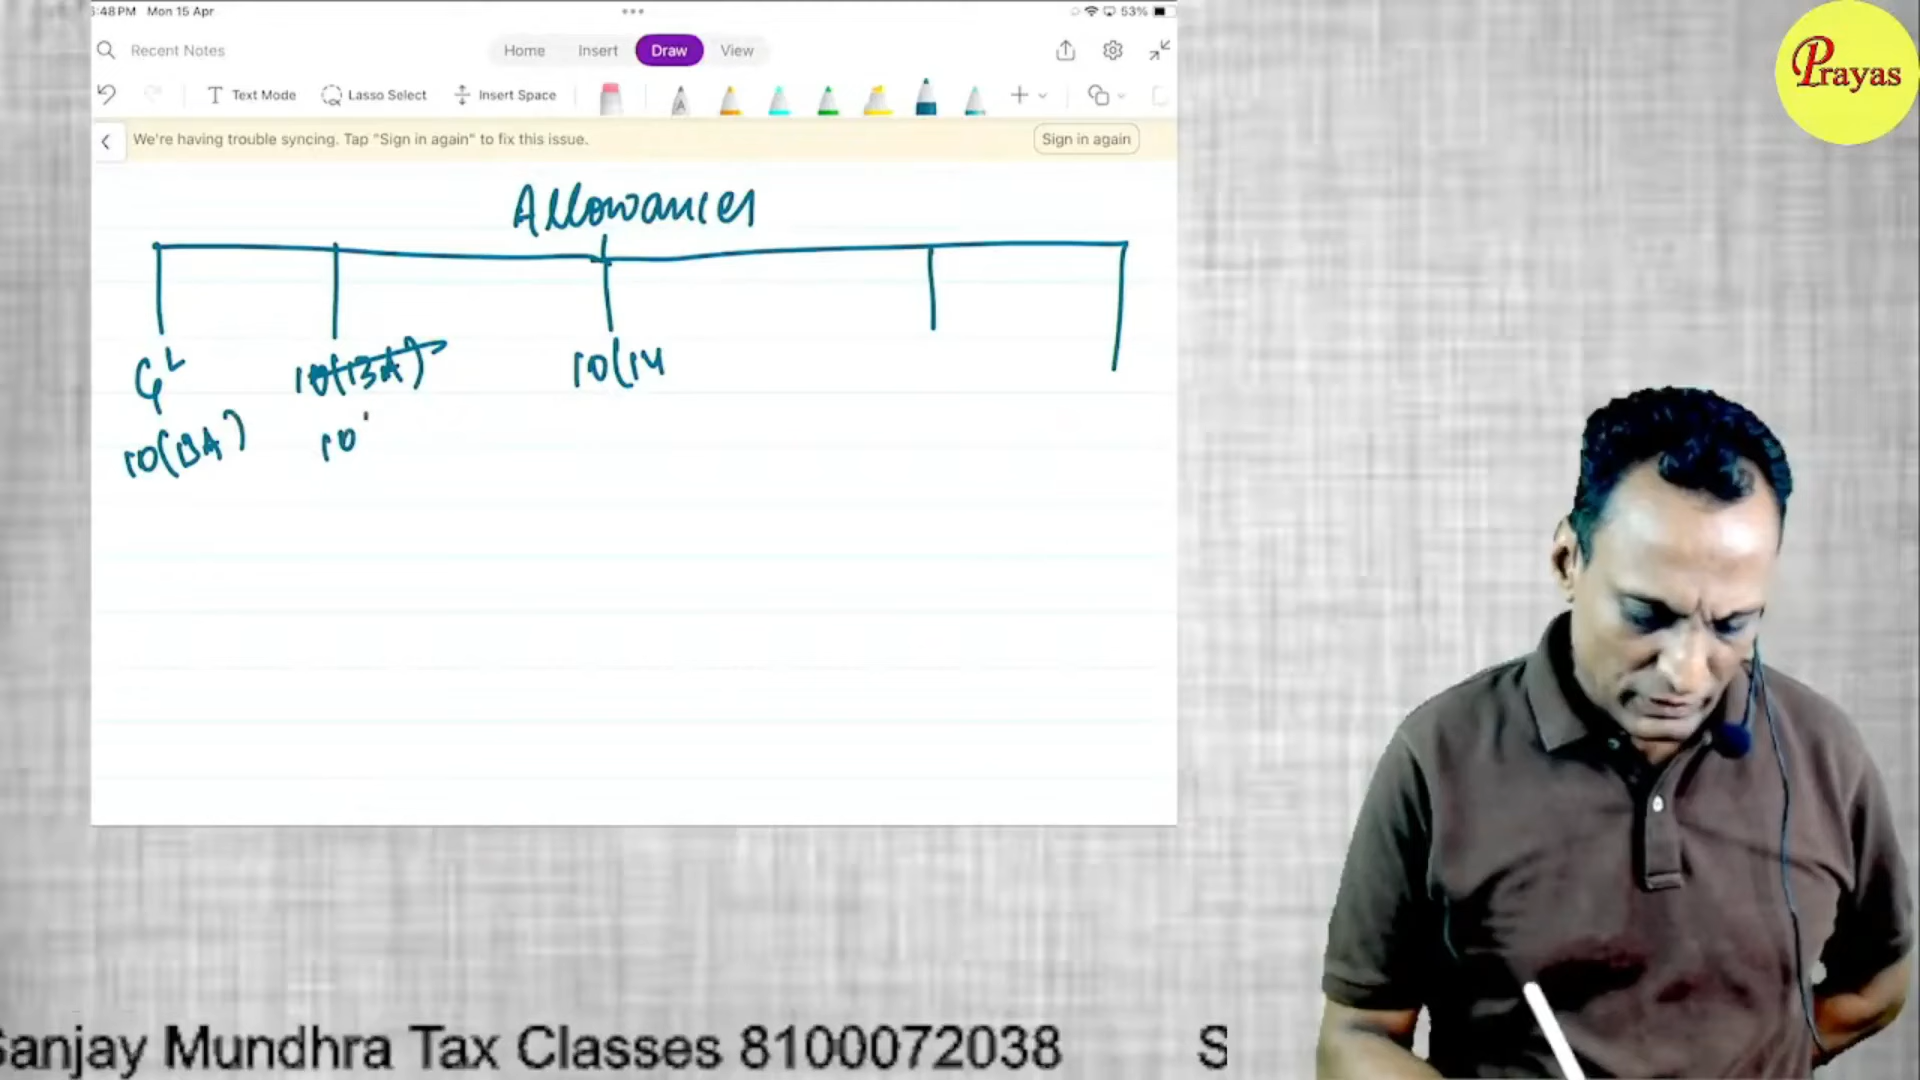 :48 PM Mon 15 Apr
53%
Recent Notes
Home Insert Draw View
Text Mode Lasso Select Insert Space
We're having trouble syncing. Tap "Sign in again" to fix this issue.
Sign in again
Prayas
Allowances
10(13A)
10(14
10(13A)
10
Sanjay Mundhra Tax Classes 8100072038 S